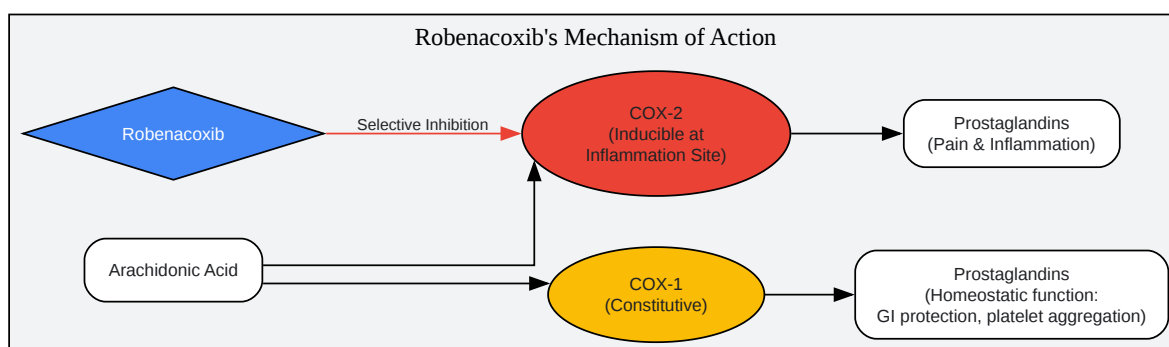 Robenacoxib's Mechanism of Action
Robenacoxib
Selective Inhibition
COX-2
(Inducible at
Inflammation Site)
Prostaglandins
(Pain & Inflammation)
Arachidonic Acid
COX-1
(Constitutive)
Prostaglandins
(Homeostatic function:
GI protection, platelet aggregation)